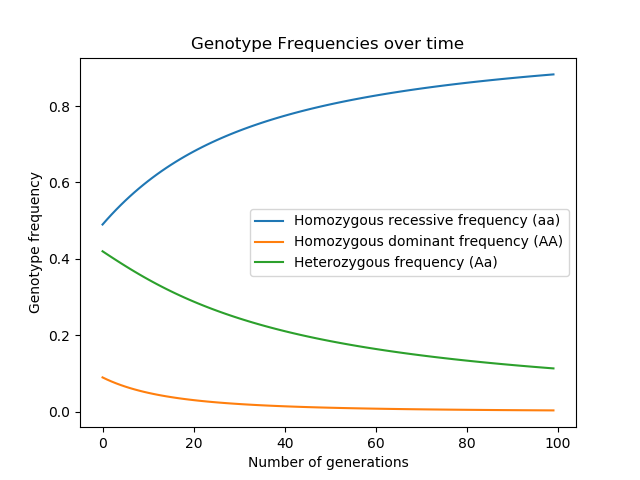 Genotype Frequencies over time
Genotype frequency
0.8
0.6
0.4
0.2
0.0
Homozygous recessive frequency (aa)
Homozygous dominant frequency (AA)
Heterozygous frequency (Aa)
0 20 40 60 80 100
Number of generations